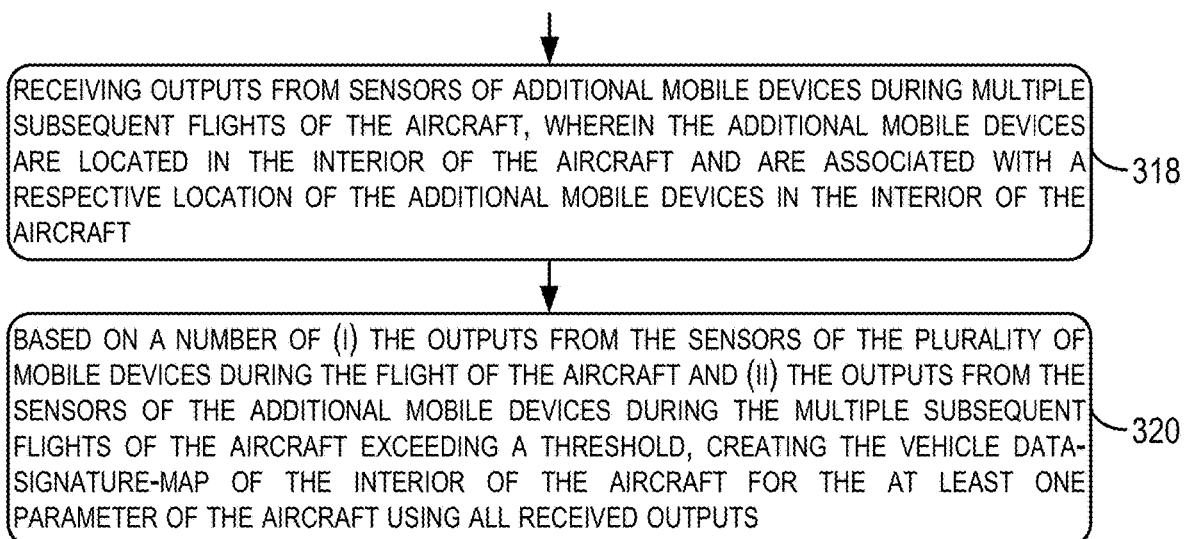 RECEIVING OUTPUTS FROM SENSORS OF ADDITIONAL MOBILE DEVICES DURING MULTIPLE
SUBSEQUENT FLIGHTS OF THE AIRCRAFT, WHEREIN THE ADDITIONAL MOBILE DEVICES
ARE LOCATED IN THE INTERIOR OF THE AIRCRAFT AND ARE ASSOCIATED WITH A
RESPECTIVE LOCATION OF THE ADDITIONAL MOBILE DEVICES IN THE INTERIOR OF THE
AIRCRAFT
318
BASED ON A NUMBER OF (I) THE OUTPUTS FROM THE SENSORS OF THE PLURALITY OF
MOBILE DEVICES DURING THE FLIGHT OF THE AIRCRAFT AND (II) THE OUTPUTS FROM THE
SENSORS OF THE ADDITIONAL MOBILE DEVICES DURING THE MULTIPLE SUBSEQUENT
FLIGHTS OF THE AIRCRAFT EXCEEDING A THRESHOLD, CREATING THE VEHICLE DATA-
SIGNATURE-MAP OF THE INTERIOR OF THE AIRCRAFT FOR THE AT LEAST ONE
PARAMETER OF THE AIRCRAFT USING ALL RECEIVED OUTPUTS
320